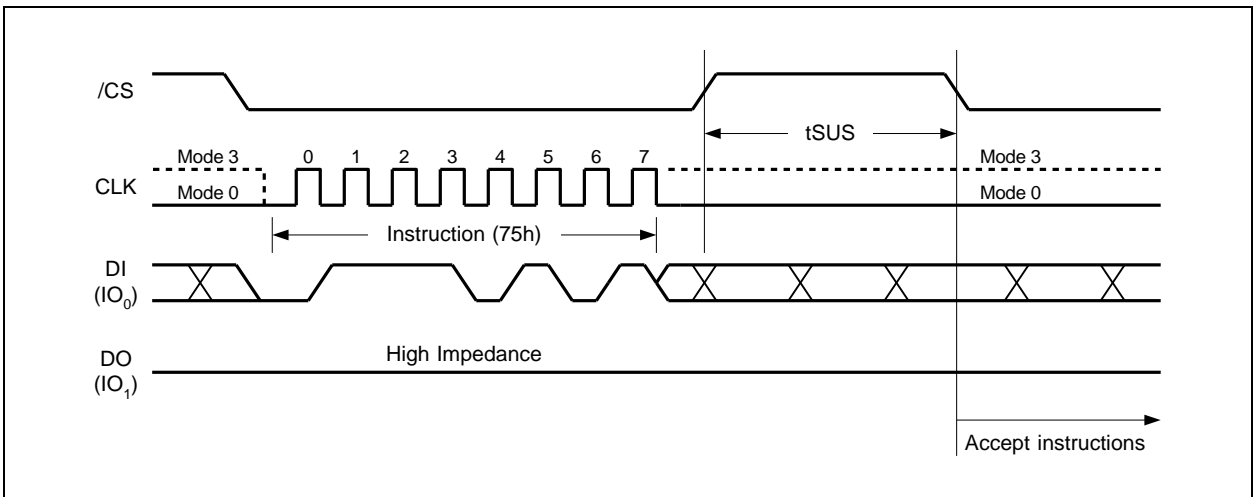 /CS
tSUS
Mode 3
0 1 2 3 4 5 6 7
Mode 3
CLK
Mode 0
Mode 0
Instruction (75h)
DI
(IO0)
High Impedance
DO
(IO1)
Accept instructions